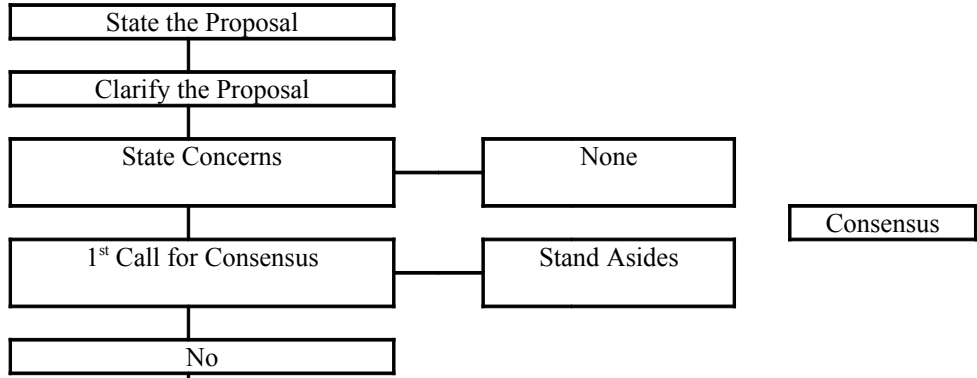 State the Proposal
Clarify the Proposal
State Concerns
None
Consensus
1st Call for Consensus
Stand Asides
No